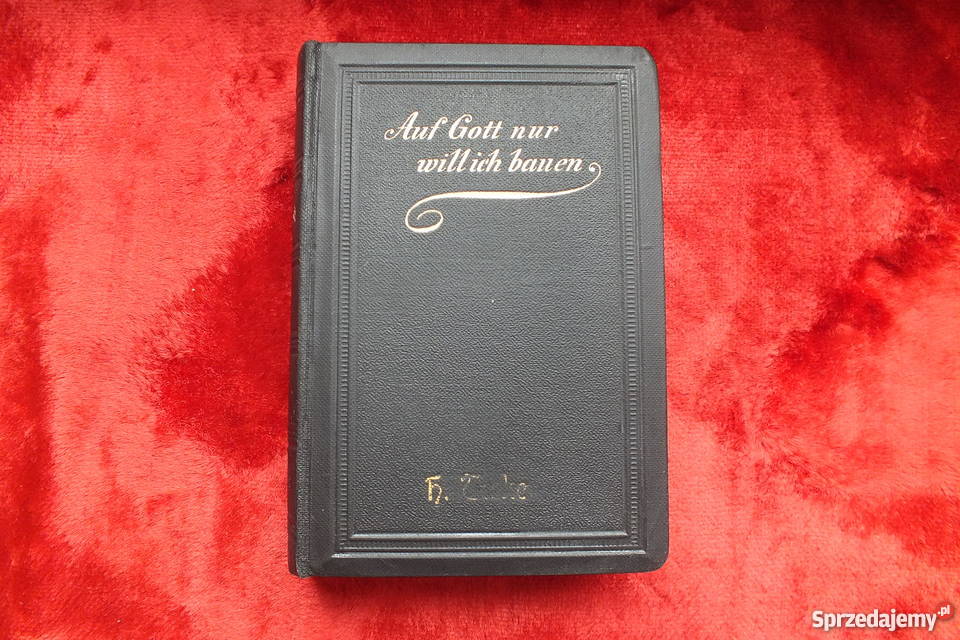 Auf Gott nur
will ich bauen
H.
Sprzedajemy.pl